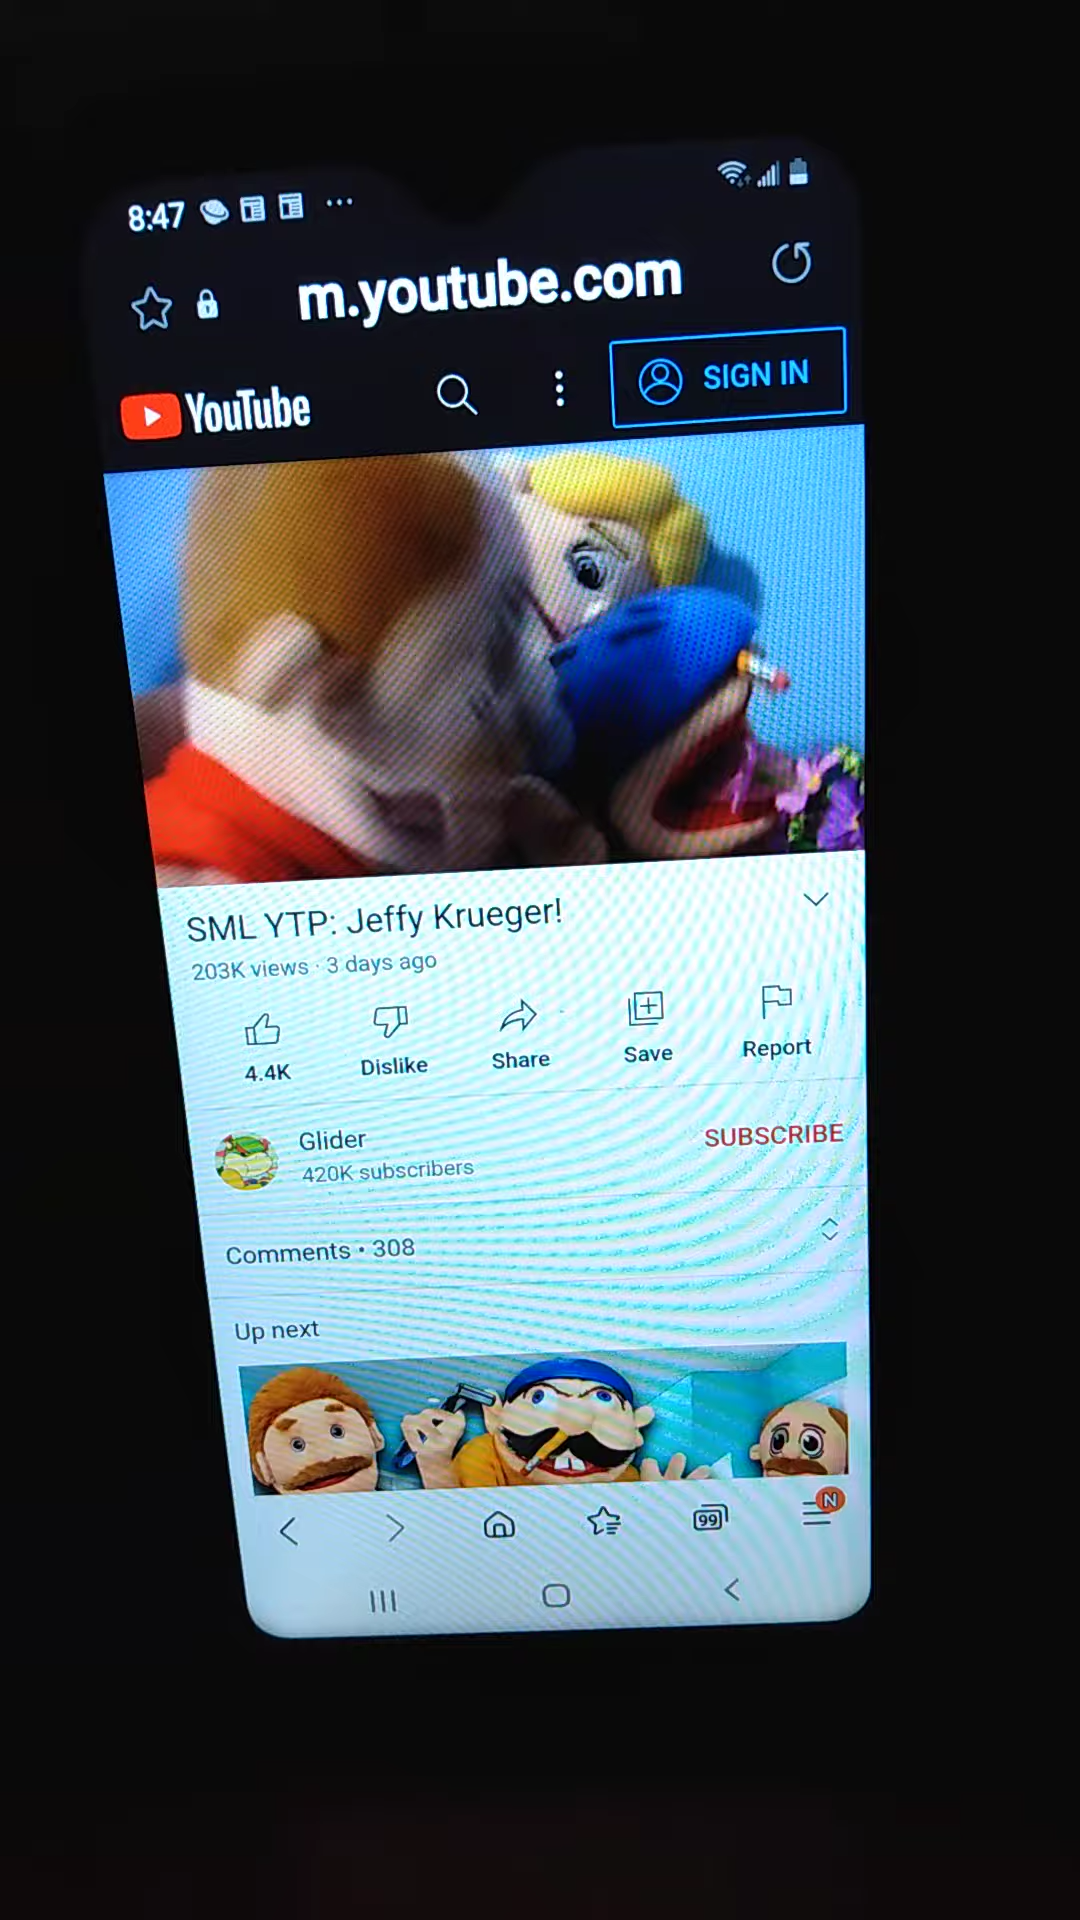 8:47
m.youtube.com
YouTube
SIGN IN
SML YTP: Jeffy Krueger!
203K views · 3 days ago
4.4K
Dislike
Share
Save
Report
Glider
420K subscribers
SUBSCRIBE
Comments • 308
Up next
99
N